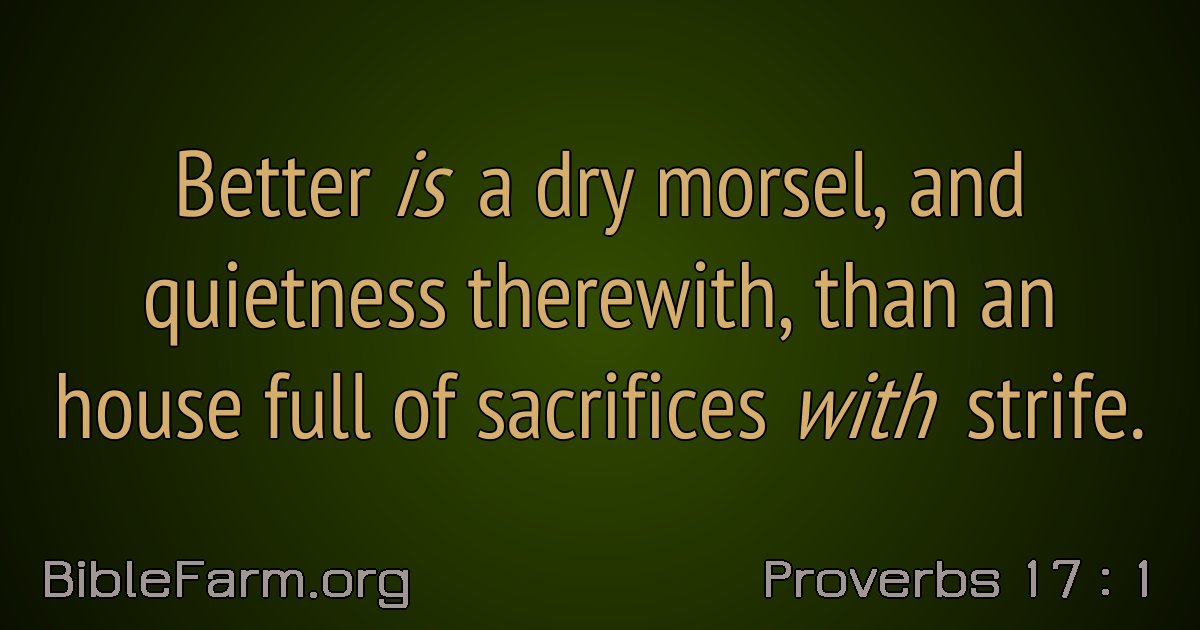 Better is a dry morsel, and
quietness therewith, than an
house full of sacrifices with strife.
BibleFarm.org
Proverbs 17 : 1